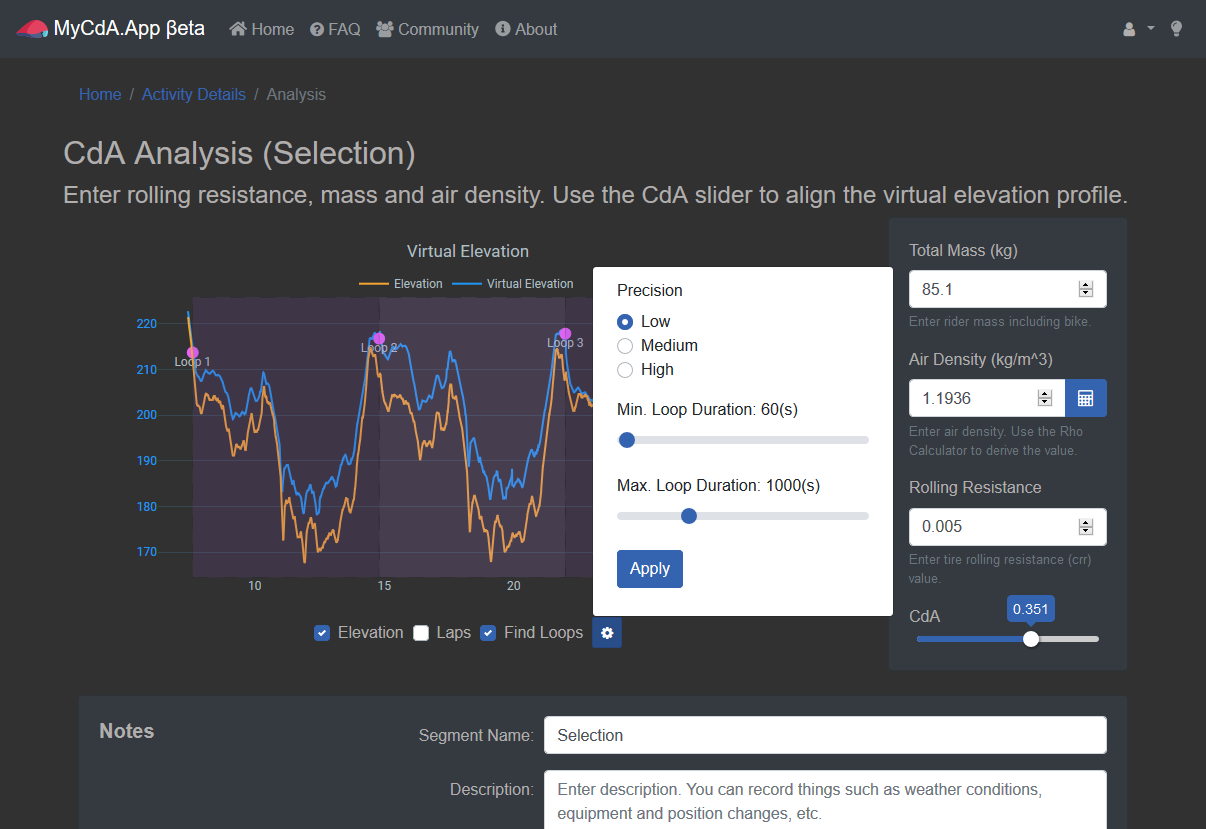 MyCdA.App βeta Home FAQ Community About
Home / Activity Details / Analysis
CdA Analysis (Selection)
Enter rolling resistance, mass and air density. Use the CdA slider to align the virtual elevation profile.
Virtual Elevation
Elevation Virtual Elevation
220
210
200
190
180
170
Loop 1
Loop 2
Loop 3
10 15 20
Elevation Laps Find Loops
Precision
Low
Medium
High
Min. Loop Duration: 60(s)
Max. Loop Duration: 1000(s)
Apply
Total Mass (kg)
85.1
Enter rider mass including bike.
Air Density (kg/m^3)
1.1936
Enter air density. Use the Rho
Calculator to derive the value.
Rolling Resistance
0.005
Enter tire rolling resistance (crr)
value.
CdA 0.351
Notes
Segment Name: Selection
Description: Enter description. You can record things such as weather conditions,
equipment and position changes, etc.